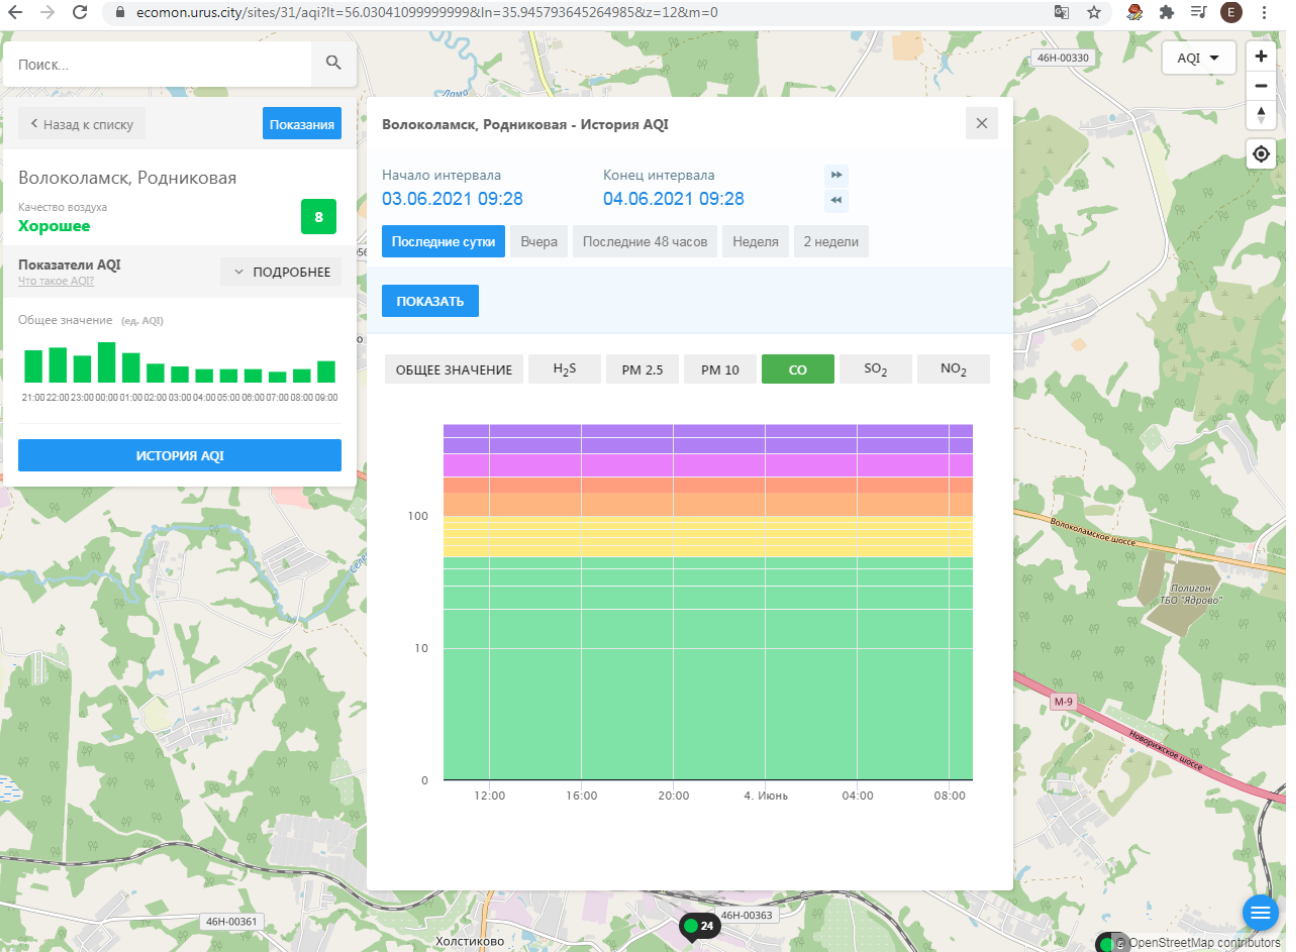 ecomon.urus.city/sites/31/aqi?lt=56.03041099999999&ln=35.945793645264985&z=12&m=0
E
Поиск...
Ламо
46Н-00330
AQI
Назад к списку
Показания
Волоколамск, Родниковая - История AQI
Волоколамск, Родниковая
Качество воздуха
Хорошее
8
Начало интервала
Конец интервала
03.06.2021 09:28
04.06.2021 09:28
Последние сутки
Вчера
Последние 48 часов
Неделя
2 недели
Показатели AQI
Что такое AQI?
ПОДРОБНЕЕ
ПОКАЗАТЬ
Общее значение (ед. AQI)
21:00 22:00 23:00 00:00 01:00 02:00 03:00 04:00 05:00 06:00 07:00 08:00 09:00
ИСТОРИЯ AQI
ОБЩЕЕ ЗНАЧЕНИЕ
H2S
PM 2.5
PM 10
CO
SO2
NO2
100
10
0
12:00
16:00
20:00
4. Июнь
04:00
08:00
Волоколамское шоссе
Полигон
ТБО "Ядрово"
М-9
Новорижское шоссе
46Н-00361
46Н-00363
24
Холстиково
© OpenStreetMap contributors